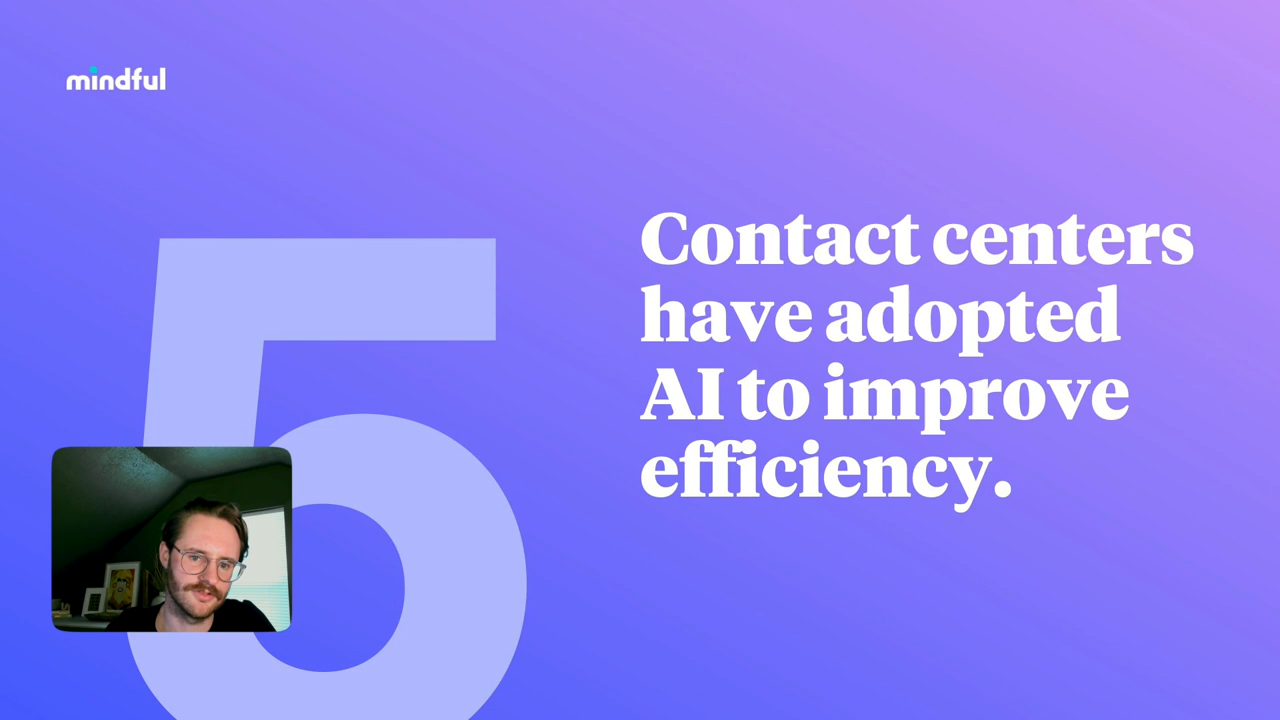 mindful
5
Contact centers
have adopted
AI to improve
efficiency.